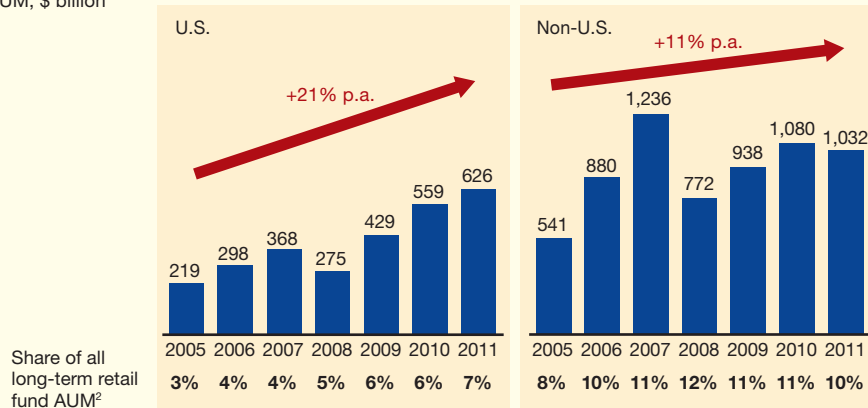 UM, $ billion
U.S.
+21% p.a.
219 298 368 275 429 559 626
2005 2006 2007 2008 2009 2010 2011
Non-U.S.
+11% p.a.
541 880 1,236 772 938 1,080 1,032
2005 2006 2007 2008 2009 2010 2011
Share of all
long-term retail
fund AUM²
3% 4% 4% 5% 6% 6% 7%
8% 10% 11% 12% 11% 11% 10%